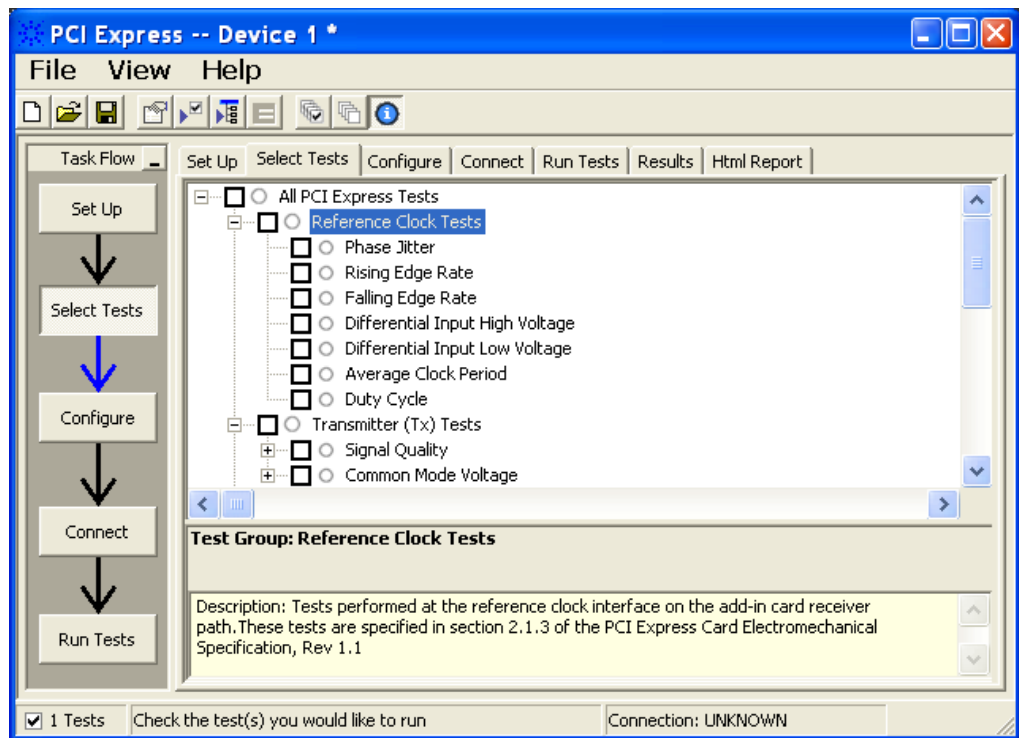 PCI Express -- Device 1 *
File View Help
Task Flow
Set Up
Select Tests
Configure
Connect
Run Tests
Set Up Select Tests Configure Connect Run Tests Results Html Report
All PCI Express Tests
Reference Clock Tests
Phase Jitter
Rising Edge Rate
Falling Edge Rate
Differential Input High Voltage
Differential Input Low Voltage
Average Clock Period
Duty Cycle
Transmitter (Tx) Tests
Signal Quality
Common Mode Voltage
Test Group: Reference Clock Tests
Description: Tests performed at the reference clock interface on the add-in card receiver
path.These tests are specified in section 2.1.3 of the PCI Express Card Electromechanical
Specification, Rev 1.1
1 Tests Check the test(s) you would like to run Connection: UNKNOWN